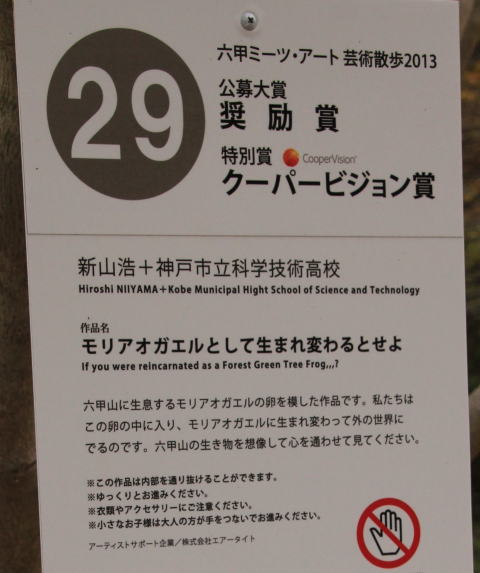 29
六甲ミーツ・アート 芸術散歩2013
公募大賞
奨励賞
特別賞 CooperVision®
クーパービジョン賞
新山浩＋神戸市立科学技術高校
Hiroshi NIIYAMA+Kobe Municipal Hight School of Science and Technology
作品名
モリアオガエルとして生まれ変わるとせよ
If you were reincarnated as a Forest Green Tree Frog,,,?
六甲山に生息するモリアオガエルの卵を模した作品です。私たちは
この卵の中に入り、モリアオガエルに生まれ変わって外の世界に
でるのです。六甲山の生き物を想像して心を通わせて見てください。
※この作品は内部を通り抜けることができます。
※ゆっくりとお進みください。
※衣類やアクセサリーにご注意ください。
※小さなお子様は大人の方が手をつないでお進みください。
アーティストサポート企業／株式会社エアータイト